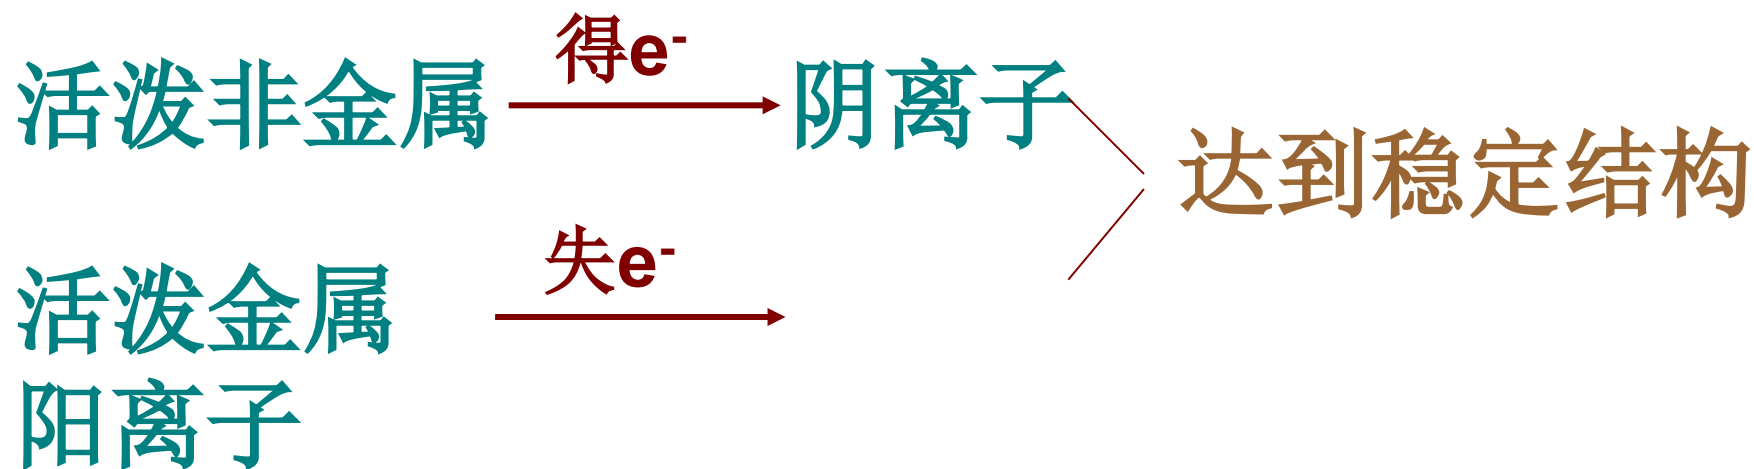 得e-
活泼非金属 阴离子
达到稳定结构
失e-
活泼金属
阳离子